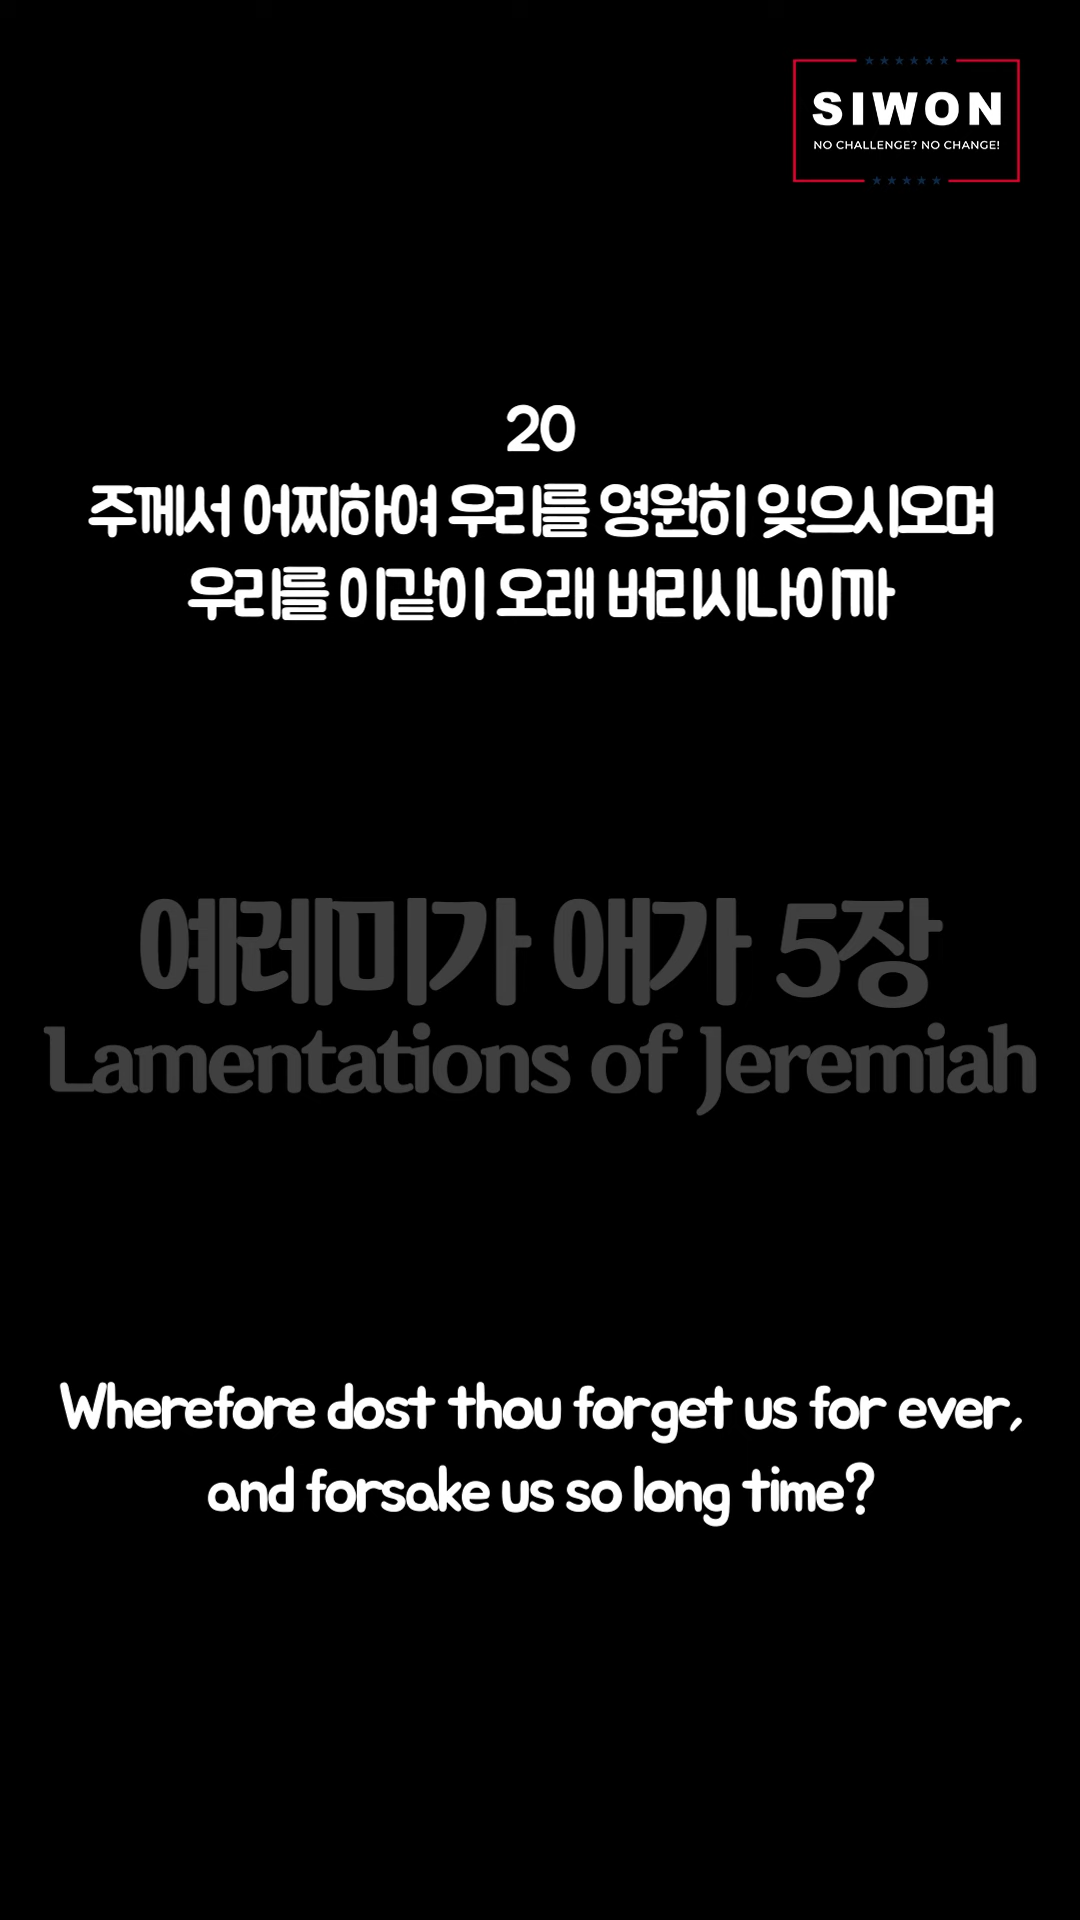 SIWON
NO CHALLENGE? NO CHANGE!
20
주께서 어찌하여 우리를 영원히 잊으시오며
우리를 이같이 오래 버리시나이까
예레미가 애가 5장
Lamentations of Jeremiah
Wherefore dost thou forget us for ever,
and forsake us so long time?